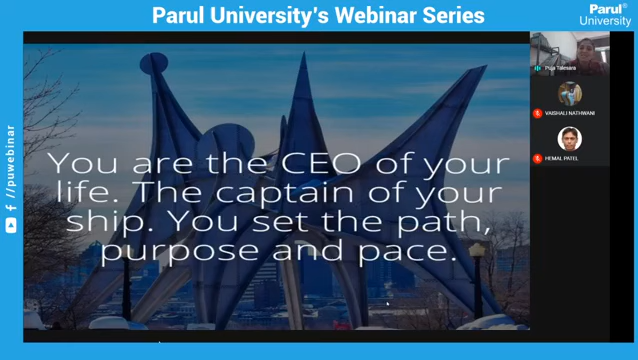 Parul University's Webinar Series
Parul®
University
You are the CEO of your
life. The captain of your
ship. You set the path,
purpose and pace.
Puja Talesara
VAISHALI NATHWANI
HEMAL PATEL
//puwebinar